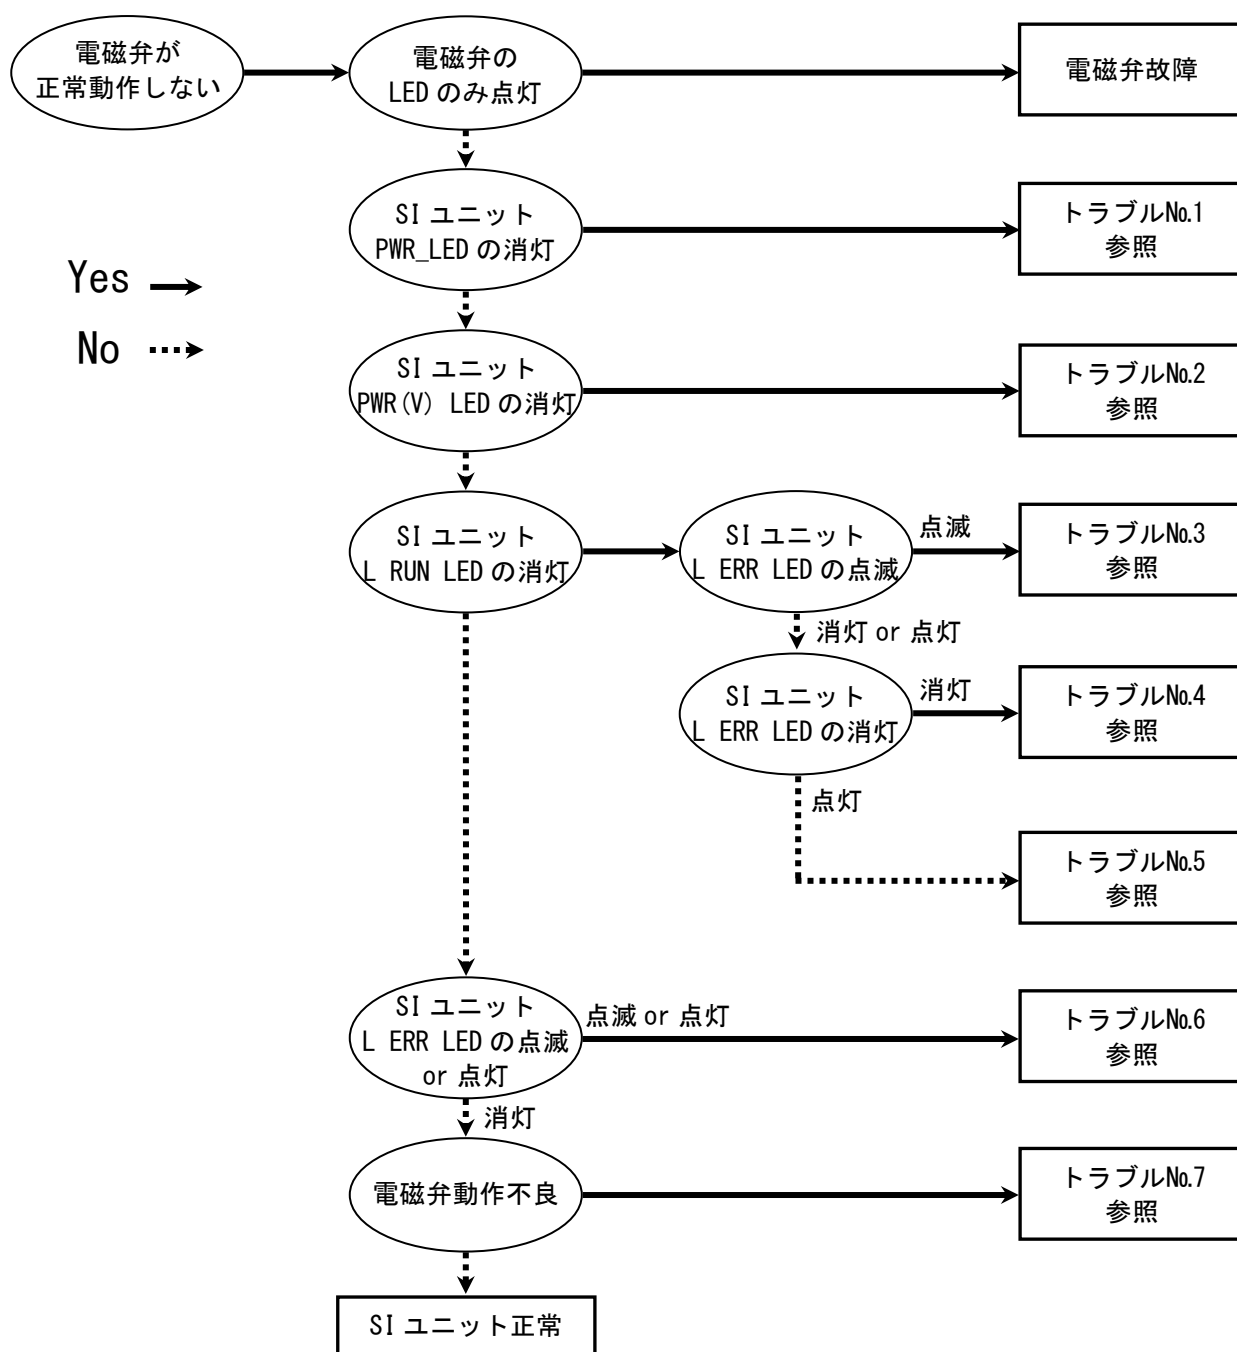 電磁弁が
正常動作しない
電磁弁の
LEDのみ点灯
電磁弁故障
SIユニット
PWR_LEDの消灯
トラブル№1
参照
Yes
No
SIユニット
PWR(V) LEDの消灯
トラブル№2
参照
SIユニット
L RUN LEDの消灯
SIユニット
L ERR LEDの点滅
点滅
トラブル№3
参照
消灯 or 点灯
SIユニット
L ERR LEDの消灯
消灯
トラブル№4
参照
点灯
トラブル№5
参照
SIユニット
L ERR LEDの点滅
or 点灯
点滅 or 点灯
トラブル№6
参照
消灯
電磁弁動作不良
トラブル№7
参照
SIユニット正常